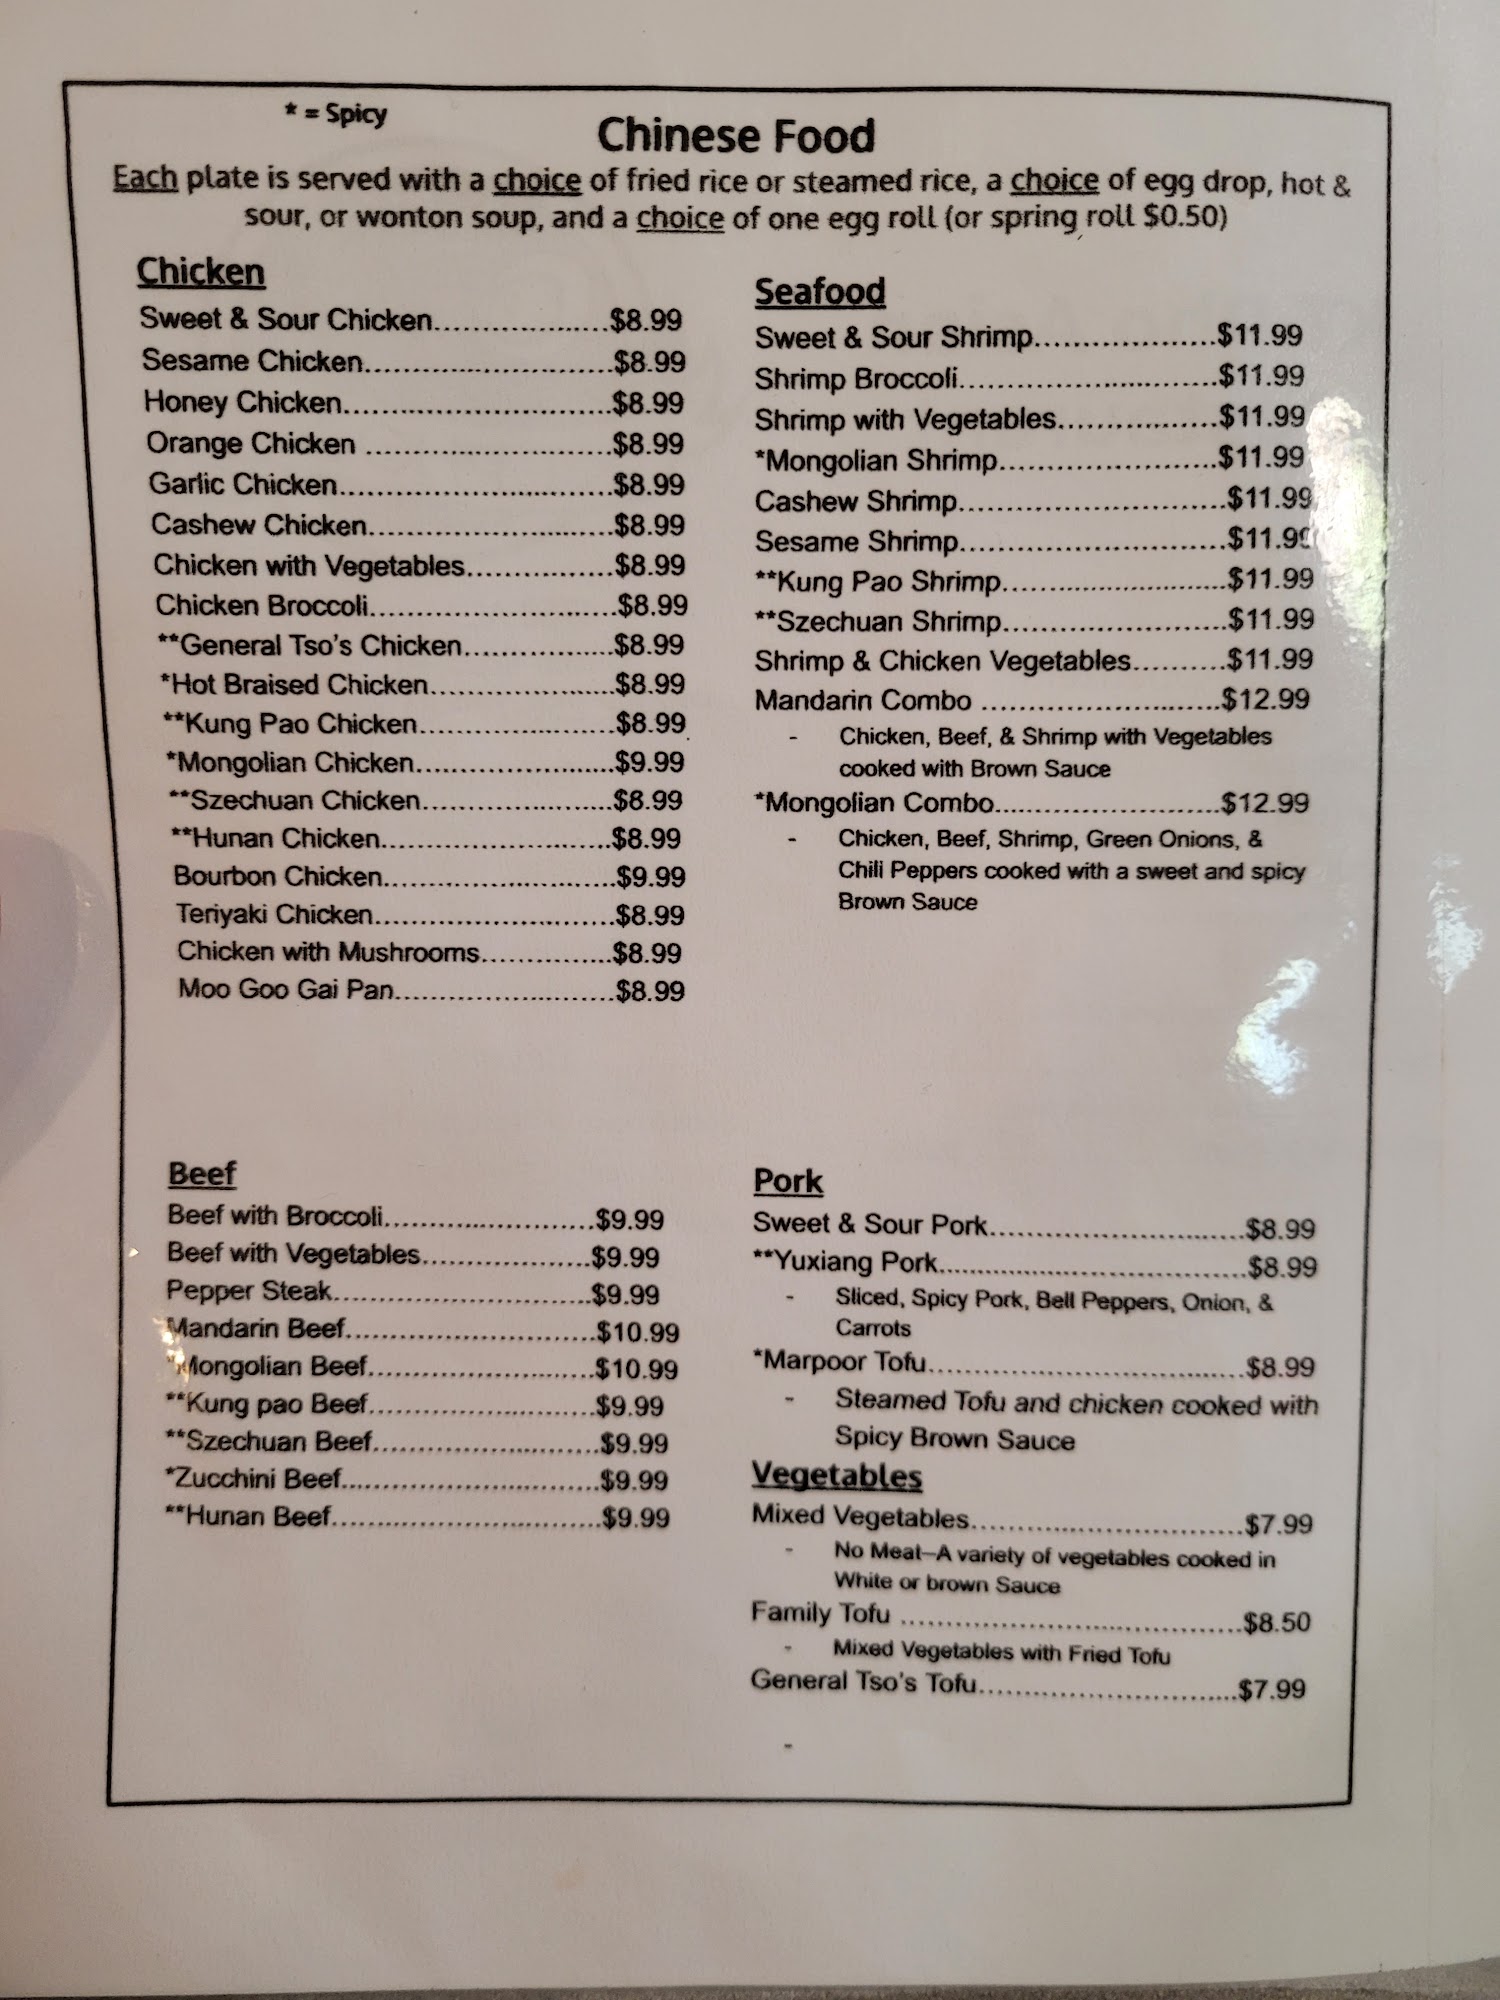 * = Spicy
Chinese Food
Each plate is served with a choice of fried rice or steamed rice, a choice of egg drop, hot &
sour, or wonton soup, and a choice of one egg roll (or spring roll $0.50)
Chicken
Sweet & Sour Chicken.....................$8.99
Sesame Chicken.............................$8.99
Honey Chicken...............................$8.99
Orange Chicken .............................$8.99
Garlic Chicken................................$8.99
Cashew Chicken.............................$8.99
Chicken with Vegetables.................$8.99
Chicken Broccoli.............................$8.99
**General Tso's Chicken..................$8.99
*Hot Braised Chicken......................$8.99
**Kung Pao Chicken.......................$8.99
*Mongolian Chicken........................$9.99
**Szechuan Chicken.......................$8.99
**Hunan Chicken............................$8.99
Bourbon Chicken............................$9.99
Teriyaki Chicken.............................$8.99
Chicken with Mushrooms................$8.99
Moo Goo Gai Pan..........................$8.99
Seafood
Sweet & Sour Shrimp.....................$11.99
Shrimp Broccoli..............................$11.99
Shrimp with Vegetables...................$11.99
*Mongolian Shrimp..........................$11.99
Cashew Shrimp...............................$11.99
Sesame Shrimp...............................$11.99
**Kung Pao Shrimp..........................$11.99
**Szechuan Shrimp..........................$11.99
Shrimp & Chicken Vegetables...........$11.99
Mandarin Combo ............................$12.99
- Chicken, Beef, & Shrimp with Vegetables
cooked with Brown Sauce
*Mongolian Combo...........................$12.99
- Chicken, Beef, Shrimp, Green Onions, &
Chili Peppers cooked with a sweet and spicy
Brown Sauce
Beef
Beef with Broccoli.........................$9.99
Beef with Vegetables....................$9.99
Pepper Steak...............................$9.99
Mandarin Beef..............................$10.99
*Mongolian Beef...........................$10.99
**Kung pao Beef...........................$9.99
**Szechuan Beef...........................$9.99
*Zucchini Beef...............................$9.99
**Hunan Beef................................$9.99
Pork
Sweet & Sour Pork..............................$8.99
**Yuxiang Pork....................................$8.99
- Sliced, Spicy Pork, Bell Peppers, Onion, &
Carrots
*Marpoor Tofu.....................................$8.99
- Steamed Tofu and chicken cooked with
Spicy Brown Sauce
Vegetables
Mixed Vegetables................................$7.99
- No Meat–A variety of vegetables cooked in
White or brown Sauce
Family Tofu ........................................$8.50
- Mixed Vegetables with Fried Tofu
General Tso's Tofu..............................$7.99
-